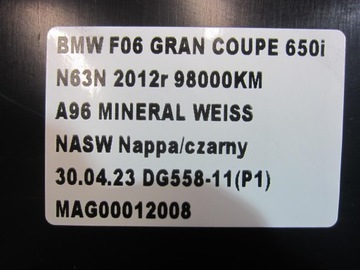 BMW F06 GRAN COUPE 650i
N63N 2012r 98000KM
A96 MINERAL WEISS
NASW Nappa/czarny
30.04.23 DG558-11(P1)
MAG00012008